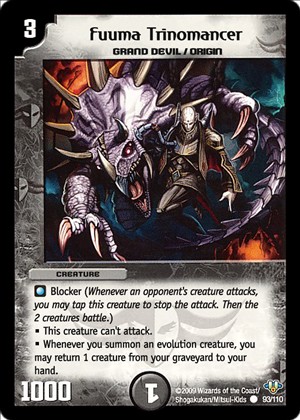 3
Fuuma Trinomancer
GRAND DEVIL / ORIGIN
CREATURE
Blocker (Whenever an opponent's creature attacks,
you may tap this creature to stop the attack. Then the
2 creatures battle.)
▪ This creature can't attack.
▪ Whenever you summon an evolution creature, you
may return 1 creature from your graveyard to your
hand.
1000
1
©2009 Wizards of the Coast/
Shogakukan/Mitsui-Kids ● 93/110